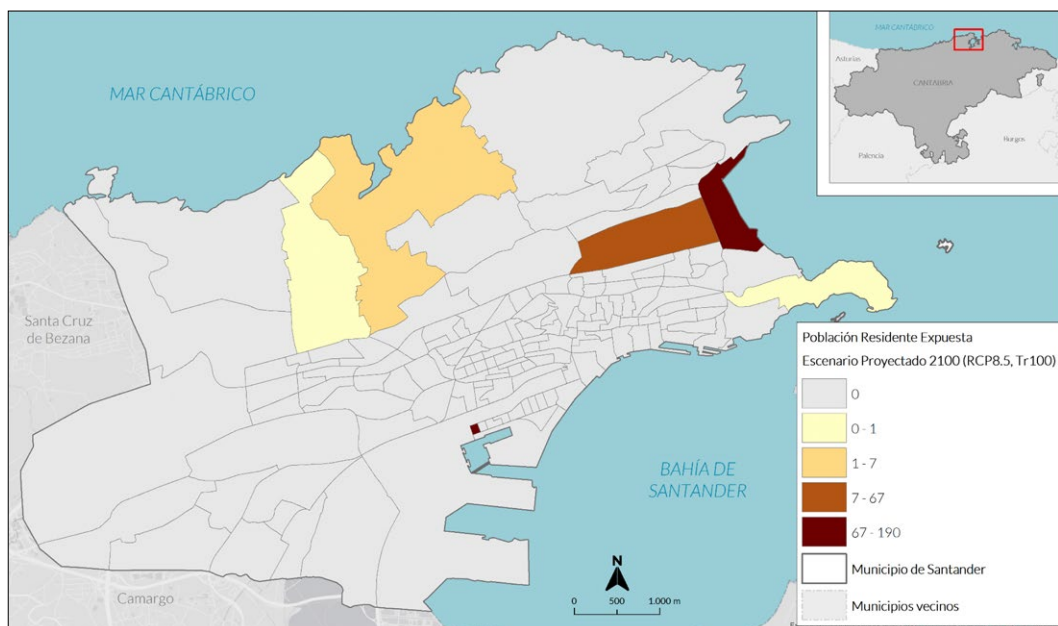 MAR CANTÁBRICO
MAR CANTÁBRICO
Asturias
CANTABRIA
Burgos
Palencia
Santa Cruz
de Bezana
BAHÍA DE
SANTANDER
Camargo
N
0 500 1.000 m
Población Residente Expuesta
Escenario Proyectado 2100 (RCP8.5, Tr100)
0
0 - 1
1 - 7
7 - 67
67 - 190
Municipio de Santander
Municipios vecinos